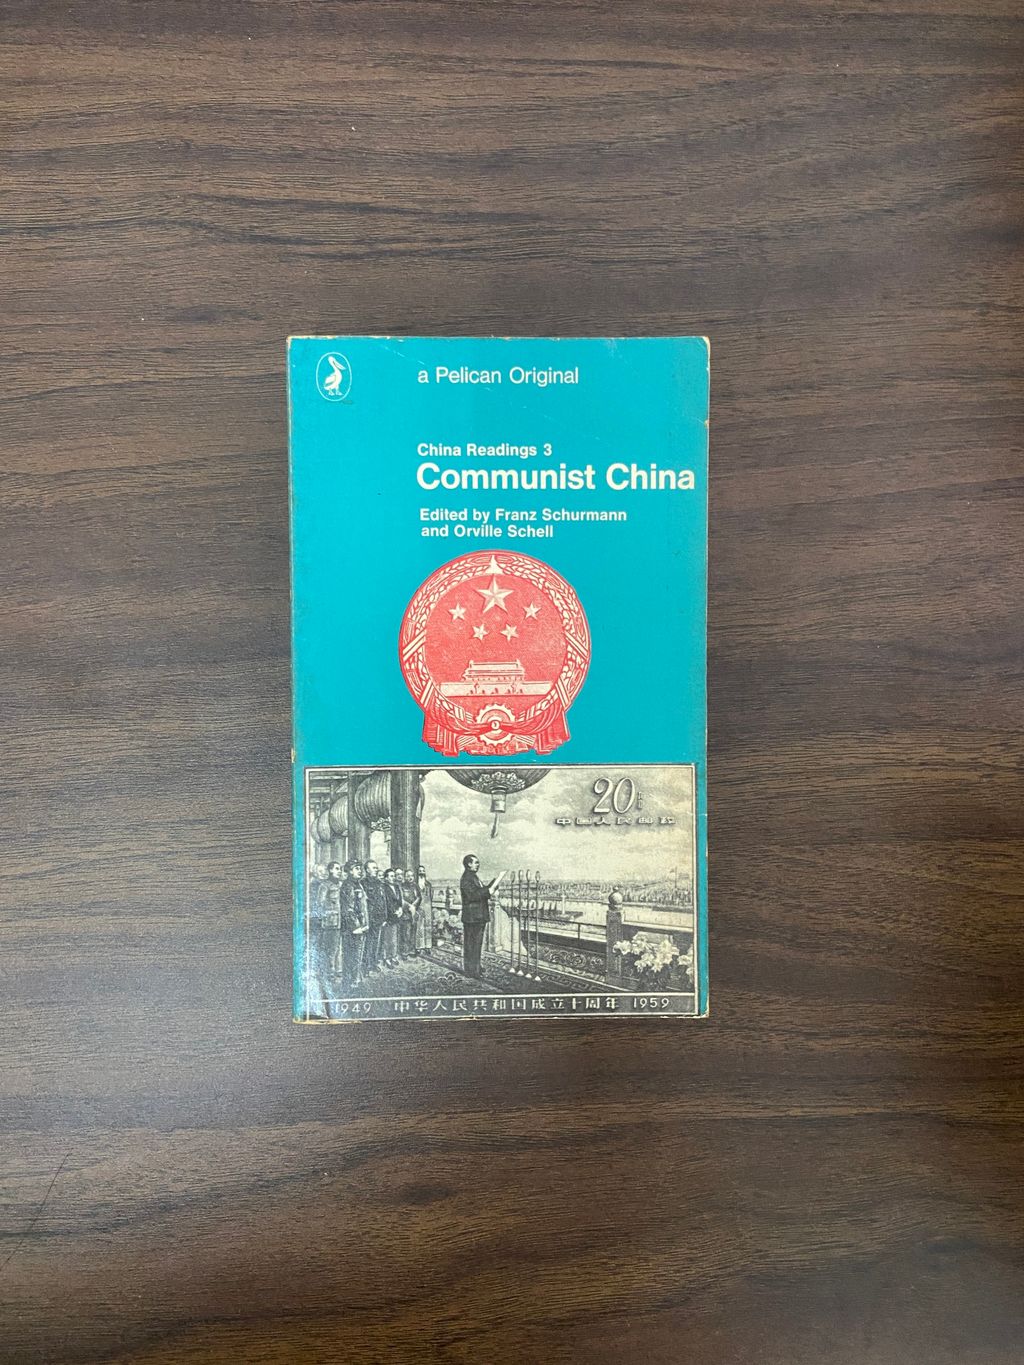 a Pelican Original
China Readings 3
Communist China
Edited by Franz Schurmann
and Orville Schell
20分
中国人民邮政
1949 中华人民共和国成立十周年 1959